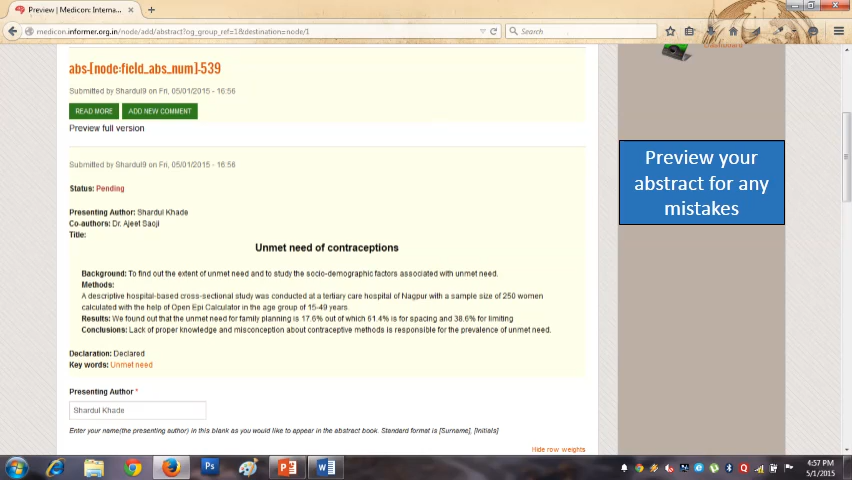 Preview | Medicon: Interna...
medicon.informer.org.in/node/add/abstract?og_group_ref=1&destination=node/1
Search
abs-[node:field_abs_num]-539
Submitted by Shardul9 on Fri, 05/01/2015 - 16:56
READ MORE
ADD NEW COMMENT
Preview full version
Submitted by Shardul9 on Fri, 05/01/2015 - 16:56
Status: Pending
Presenting Author: Shardul Khade
Co-authors: Dr. Ajeet Saoji
Title:
Unmet need of contraceptions
Background: To find out the extent of unmet need and to study the socio-demographic factors associated with unmet need.
Methods:
A descriptive hospital-based cross-sectional study was conducted at a tertiary care hospital of Nagpur with a sample size of 250 women
calculated with the help of Open Epi Calculator in the age group of 15-49 years
Results: We found out that the unmet need for family planning is 17.6% out of which 61.4% is for spacing and 38.6% for limiting
Conclusions: Lack of proper knowledge and misconception about contraceptive methods is responsible for the prevalence of unmet need.
Declaration: Declared
Key words: Unmet need
Presenting Author *
Shardul Khade
Enter your name(the presenting author) in this blank as you would like to appear in the abstract book. Standard format is [Surname], [Initials]
Hide row weights
Preview your
abstract for any
mistakes
4:57 PM
5/1/2015